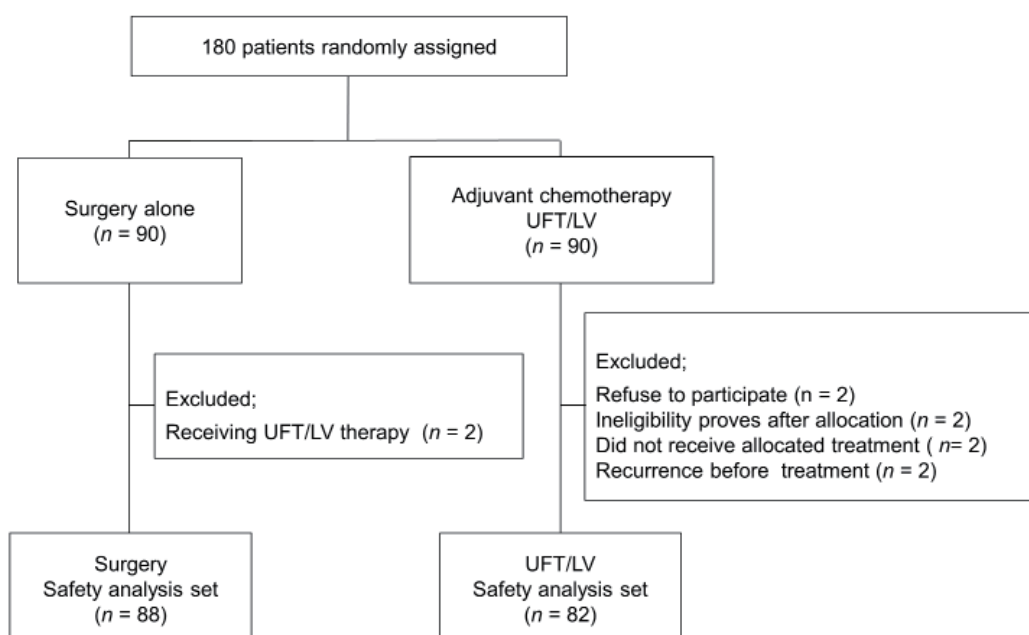 180 patients randomly assigned
Surgery alone
(n = 90)
Adjuvant chemotherapy
UFT/LV
(n = 90)
Excluded;
Receiving UFT/LV therapy (n = 2)
Excluded;
Refuse to participate (n = 2)
Ineligibility proves after allocation (n = 2)
Did not receive allocated treatment ( n= 2)
Recurrence before treatment (n = 2)
Surgery
Safety analysis set
(n = 88)
UFT/LV
Safety analysis set
(n = 82)